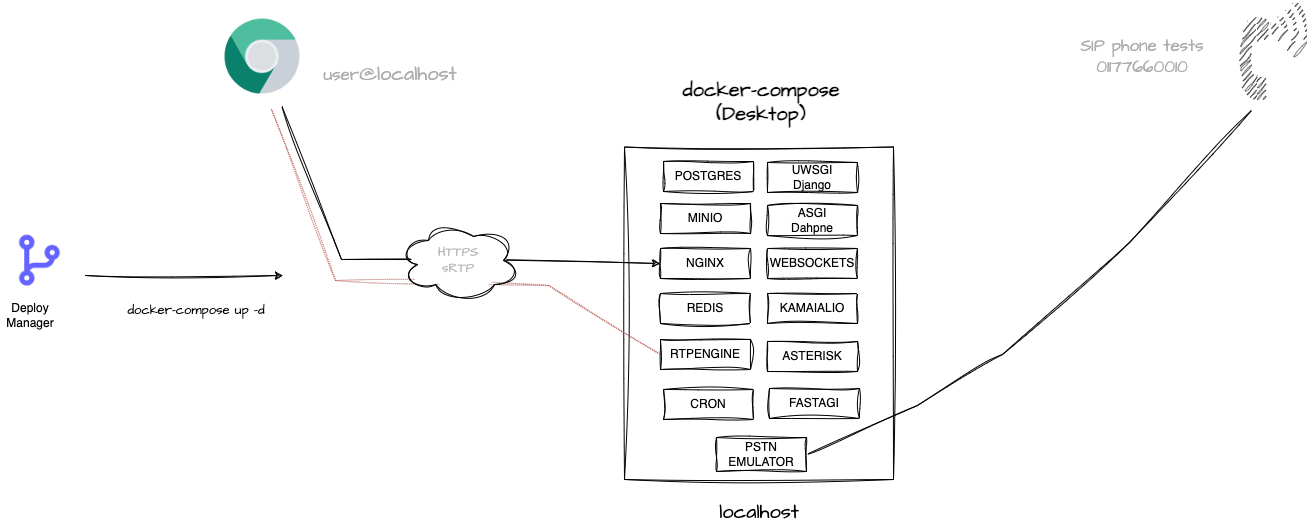 user@localhost
SIP phone tests
01177660010
docker-compose
(Desktop)
POSTGRES
UWSGI
Django
MINIO
ASGI
Dahpne
HTTPS
sRTP
NGINX
WEBSOCKETS
Deploy
Manager
docker-compose up -d
REDIS
KAMAIALIO
RTPENGINE
ASTERISK
CRON
FASTAGI
PSTN
EMULATOR
localhost